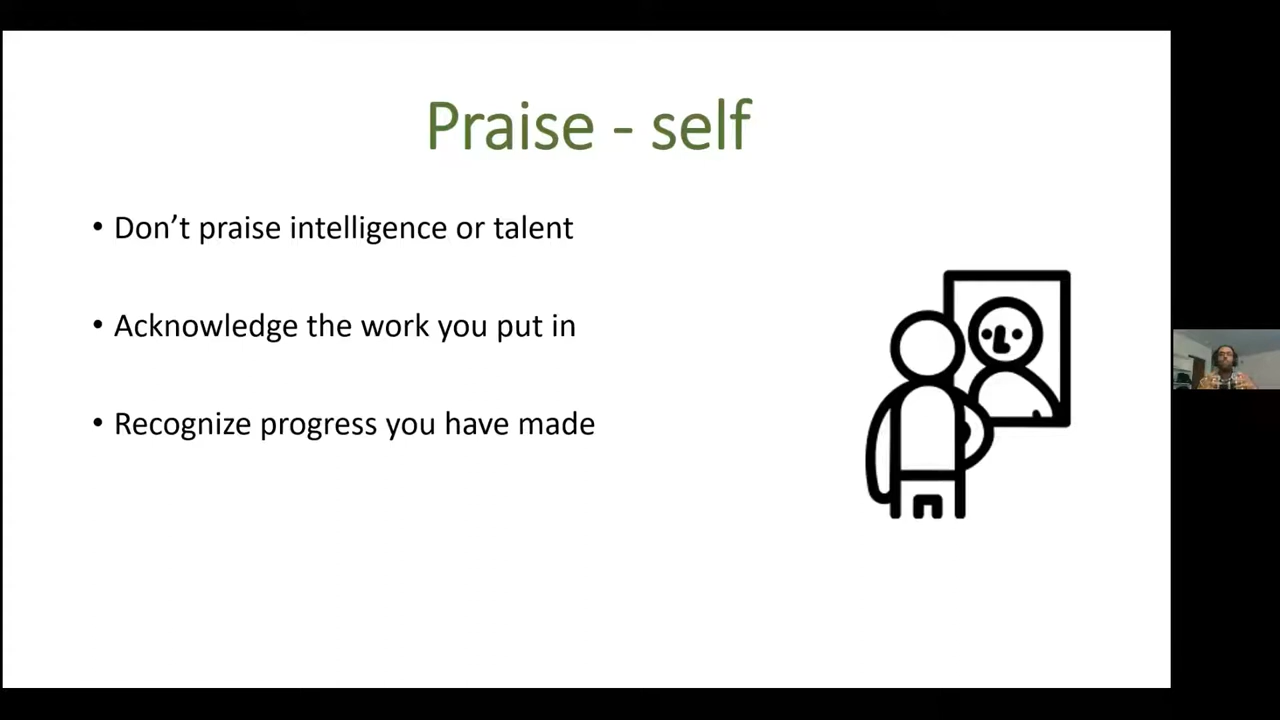 Praise - self
• Don’t praise intelligence or talent
• Acknowledge the work you put in
• Recognize progress you have made